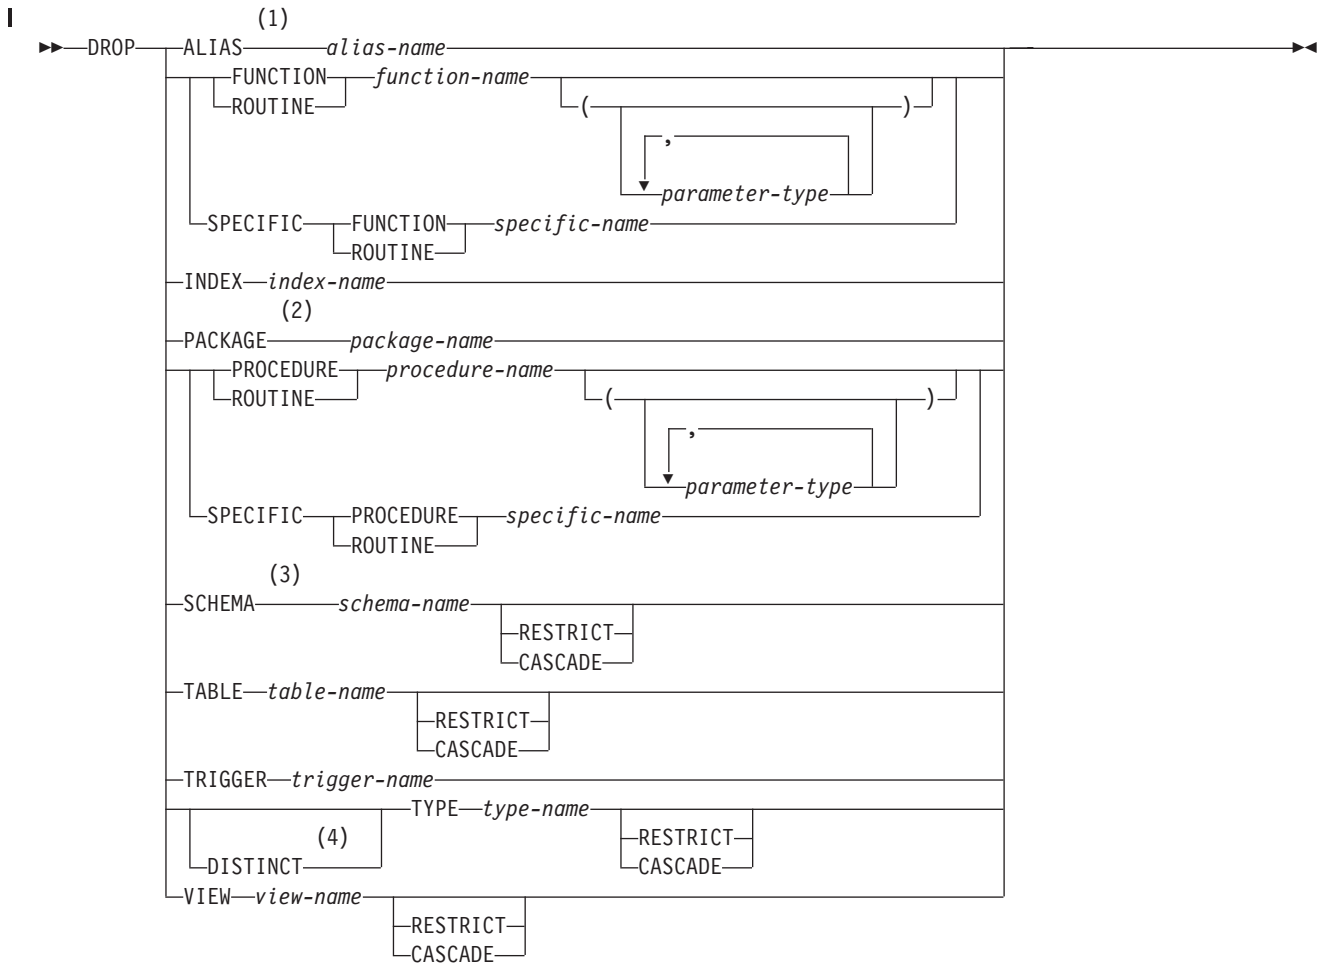 (1)
DROP ALIAS alias-name
FUNCTION function-name
ROUTINE ( )
,
parameter-type
SPECIFIC FUNCTION specific-name
ROUTINE
INDEX index-name
(2)
PACKAGE package-name
PROCEDURE procedure-name
ROUTINE ( )
,
parameter-type
SPECIFIC PROCEDURE specific-name
ROUTINE
(3)
SCHEMA schema-name
RESTRICT
CASCADE
TABLE table-name
RESTRICT
CASCADE
TRIGGER trigger-name
TYPE type-name
(4) RESTRICT
DISTINCT CASCADE
VIEW view-name
RESTRICT
CASCADE